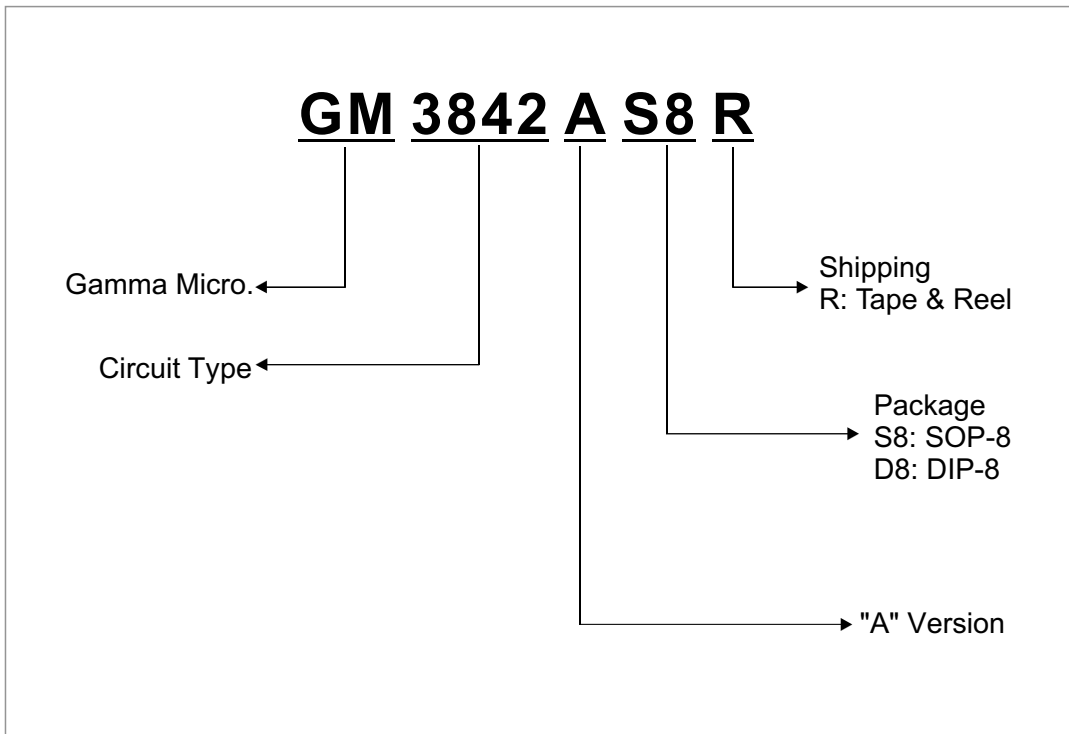 GM 3842 A S8 R
Gamma Micro.
Shipping
R: Tape & Reel
Circuit Type
Package
S8: SOP-8
D8: DIP-8
"A" Version